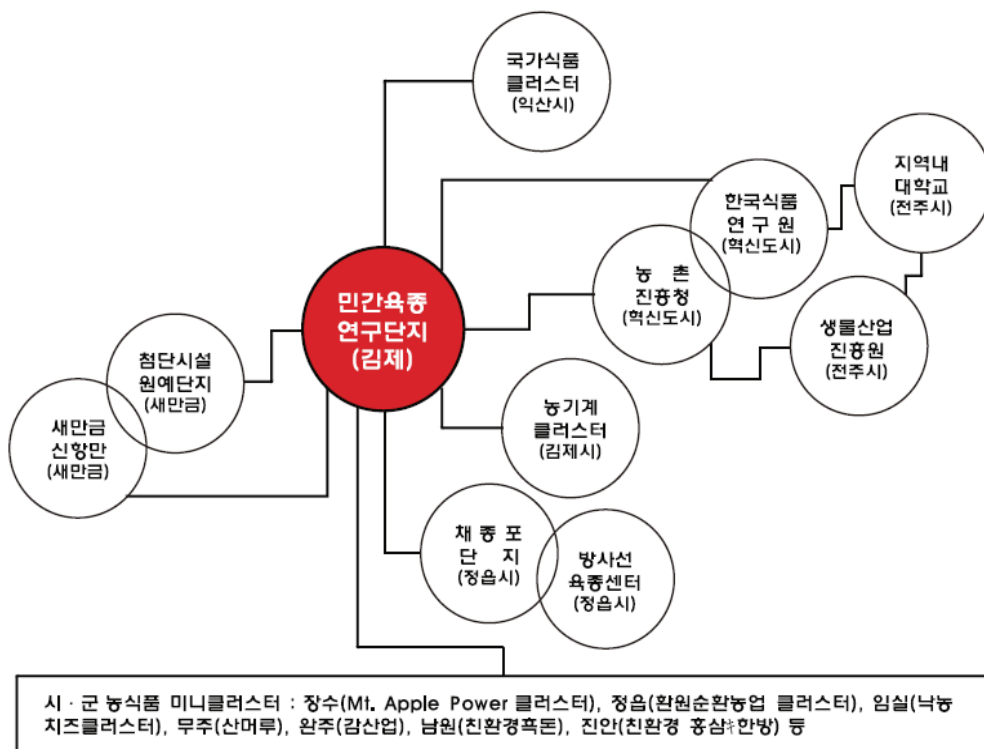 국가식품
클러스터
(익산시)
지역내
대학교
(전주시)
한국식품
연구원
(혁신도시)
농 촌
진흥청
(혁신도시)
민간육종
연구단지
(김제)
생물산업
진흥원
(전주시)
첨단시설
원예단지
(새만금)
새만금
신항만
(새만금)
농기계
클러스터
(김제시)
채 종 포
단 지
(정읍시)
방사선
육종센터
(정읍시)
시 · 군 농식품 미니클러스터 : 장수(Mt. Apple Power 클러스터), 정읍(환원순환농업 클러스터), 임실(낙농
치즈클러스터), 무주(산머루), 완주(감산업), 남원(친환경흑돈), 진안(친환경 홍삼한방) 등